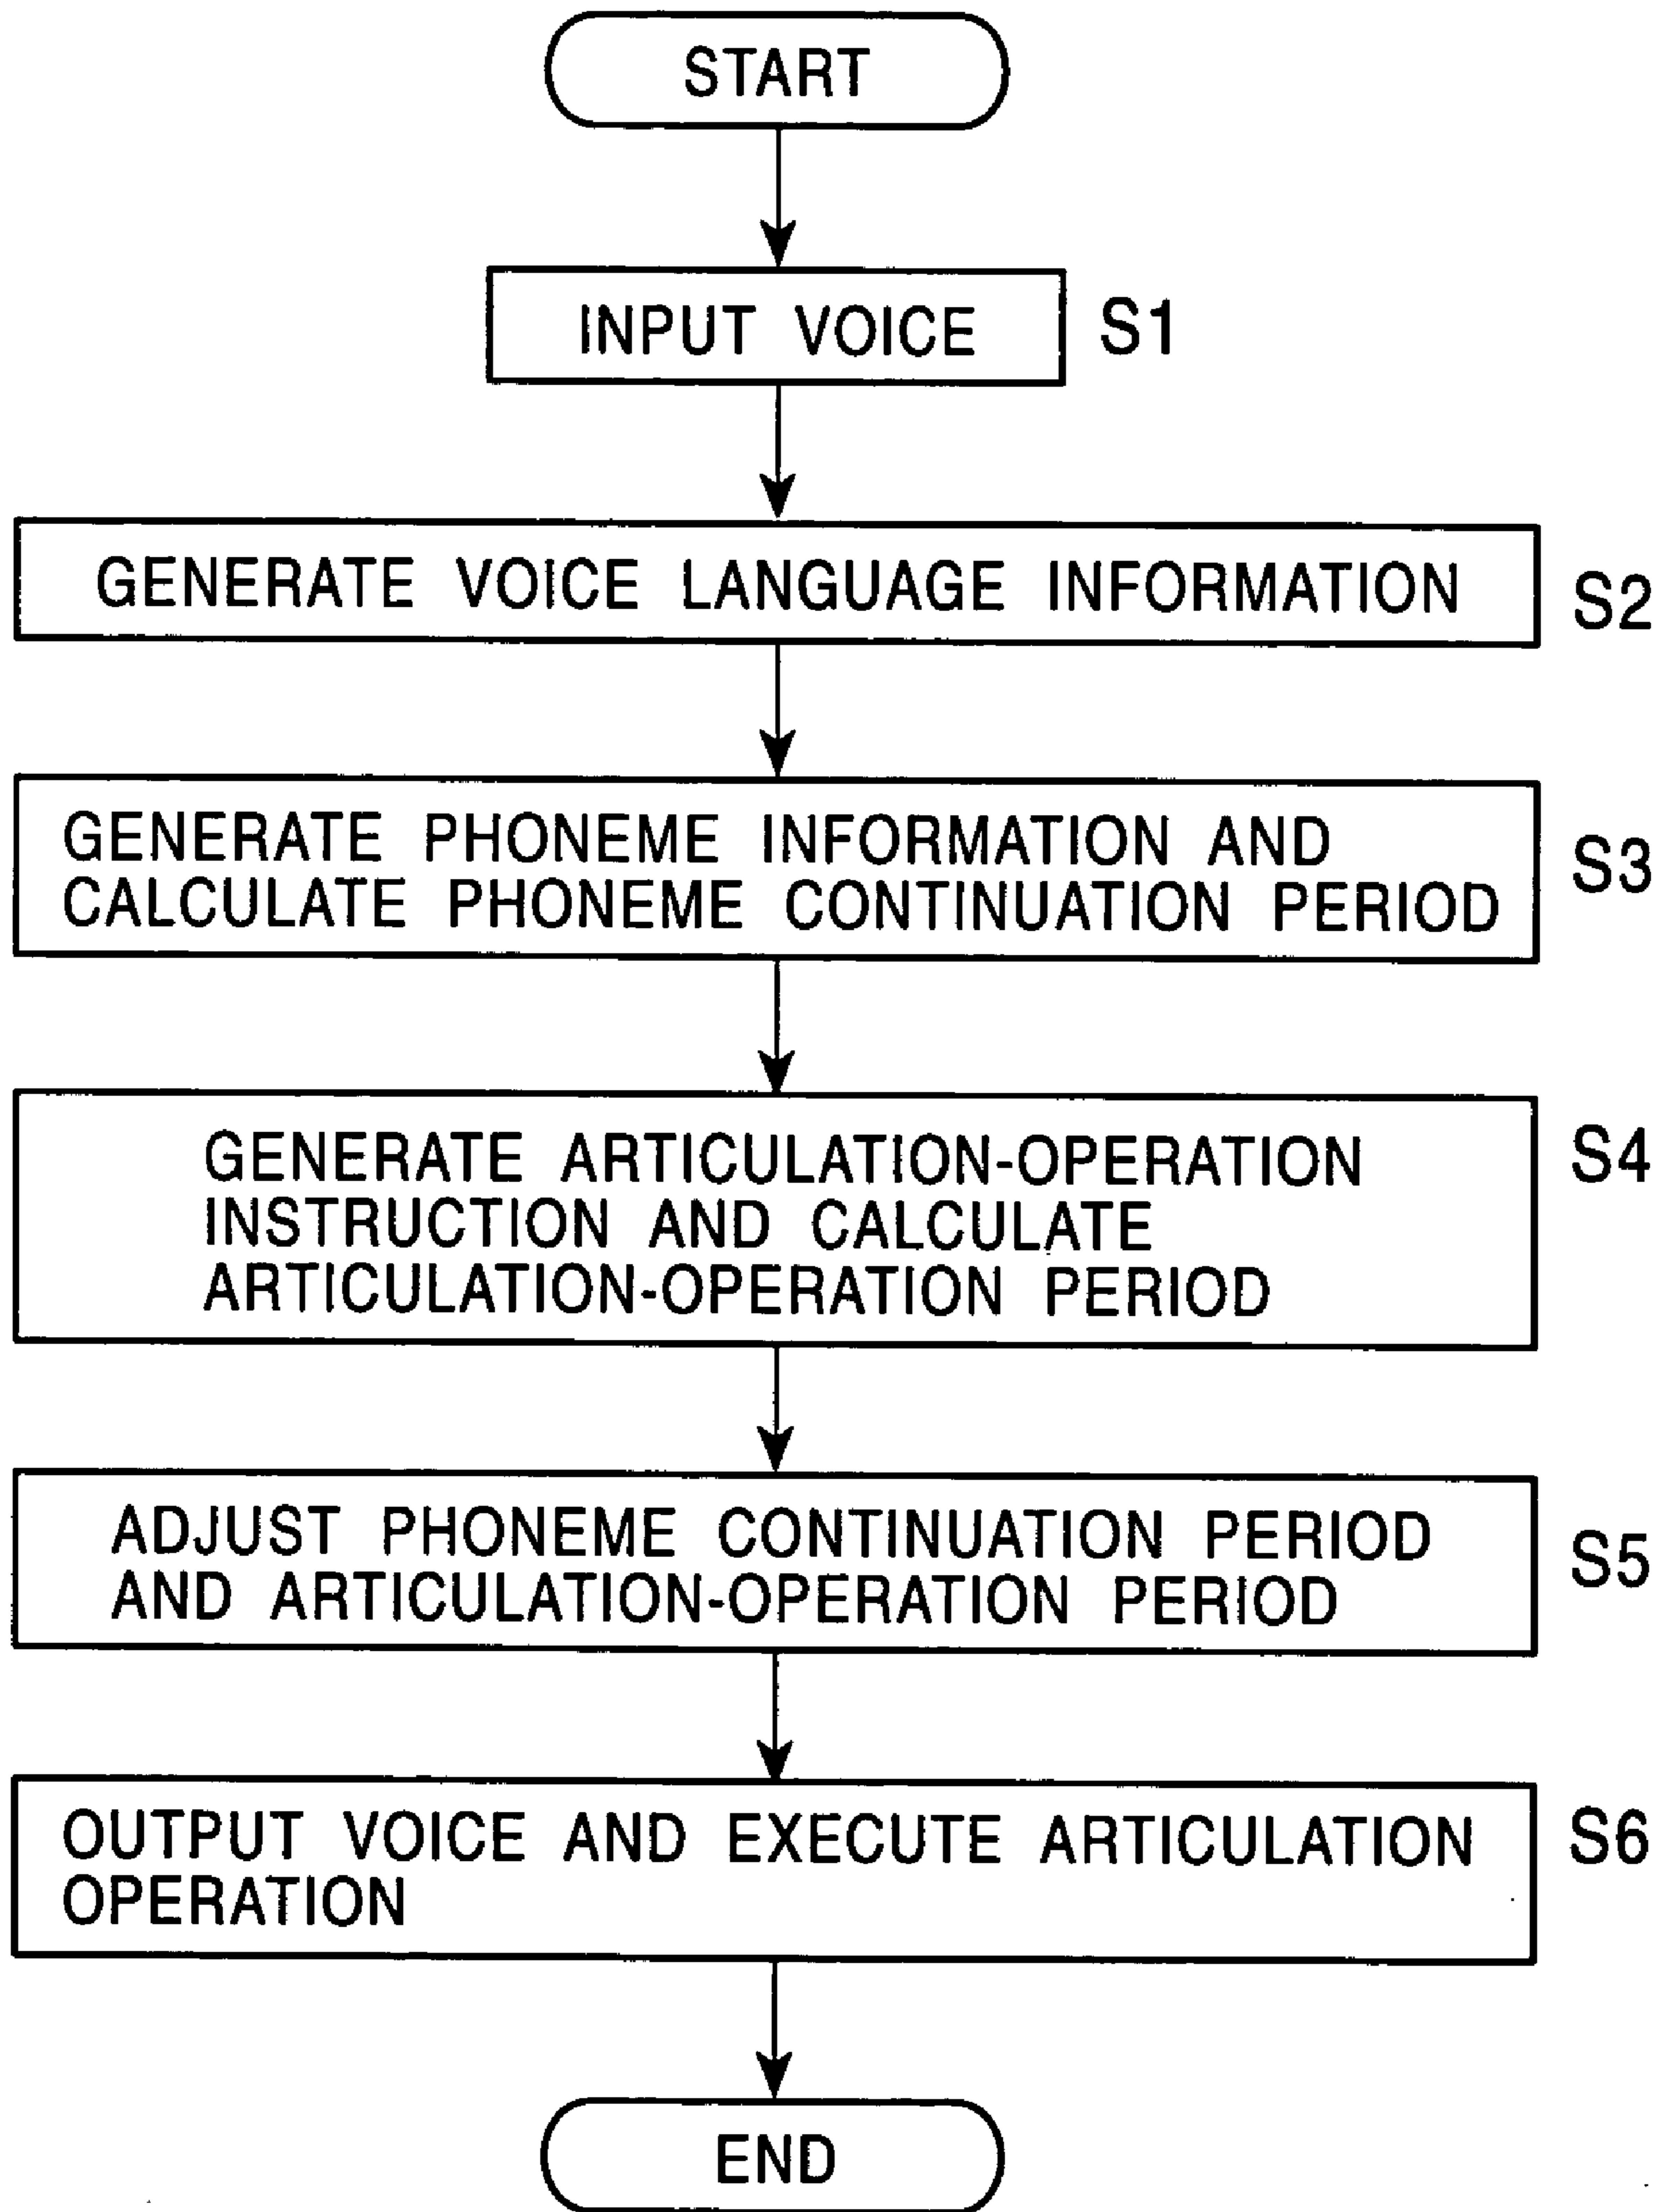 START
INPUT VOICE S1
GENERATE VOICE LANGUAGE INFORMATION S2
GENERATE PHONEME INFORMATION AND S3
CALCULATE PHONEME CONTINUATION PERIOD
GENERATE ARTICULATION-OPERATION S4
INSTRUCTION AND CALCULATE
ARTICULATION-OPERATION PERIOD
ADJUST PHONEME CONTINUATION PERIOD S5
AND ARTICULATION-OPERATION PERIOD
OUTPUT VOICE AND EXECUTE ARTICULATION S6
OPERATION
END